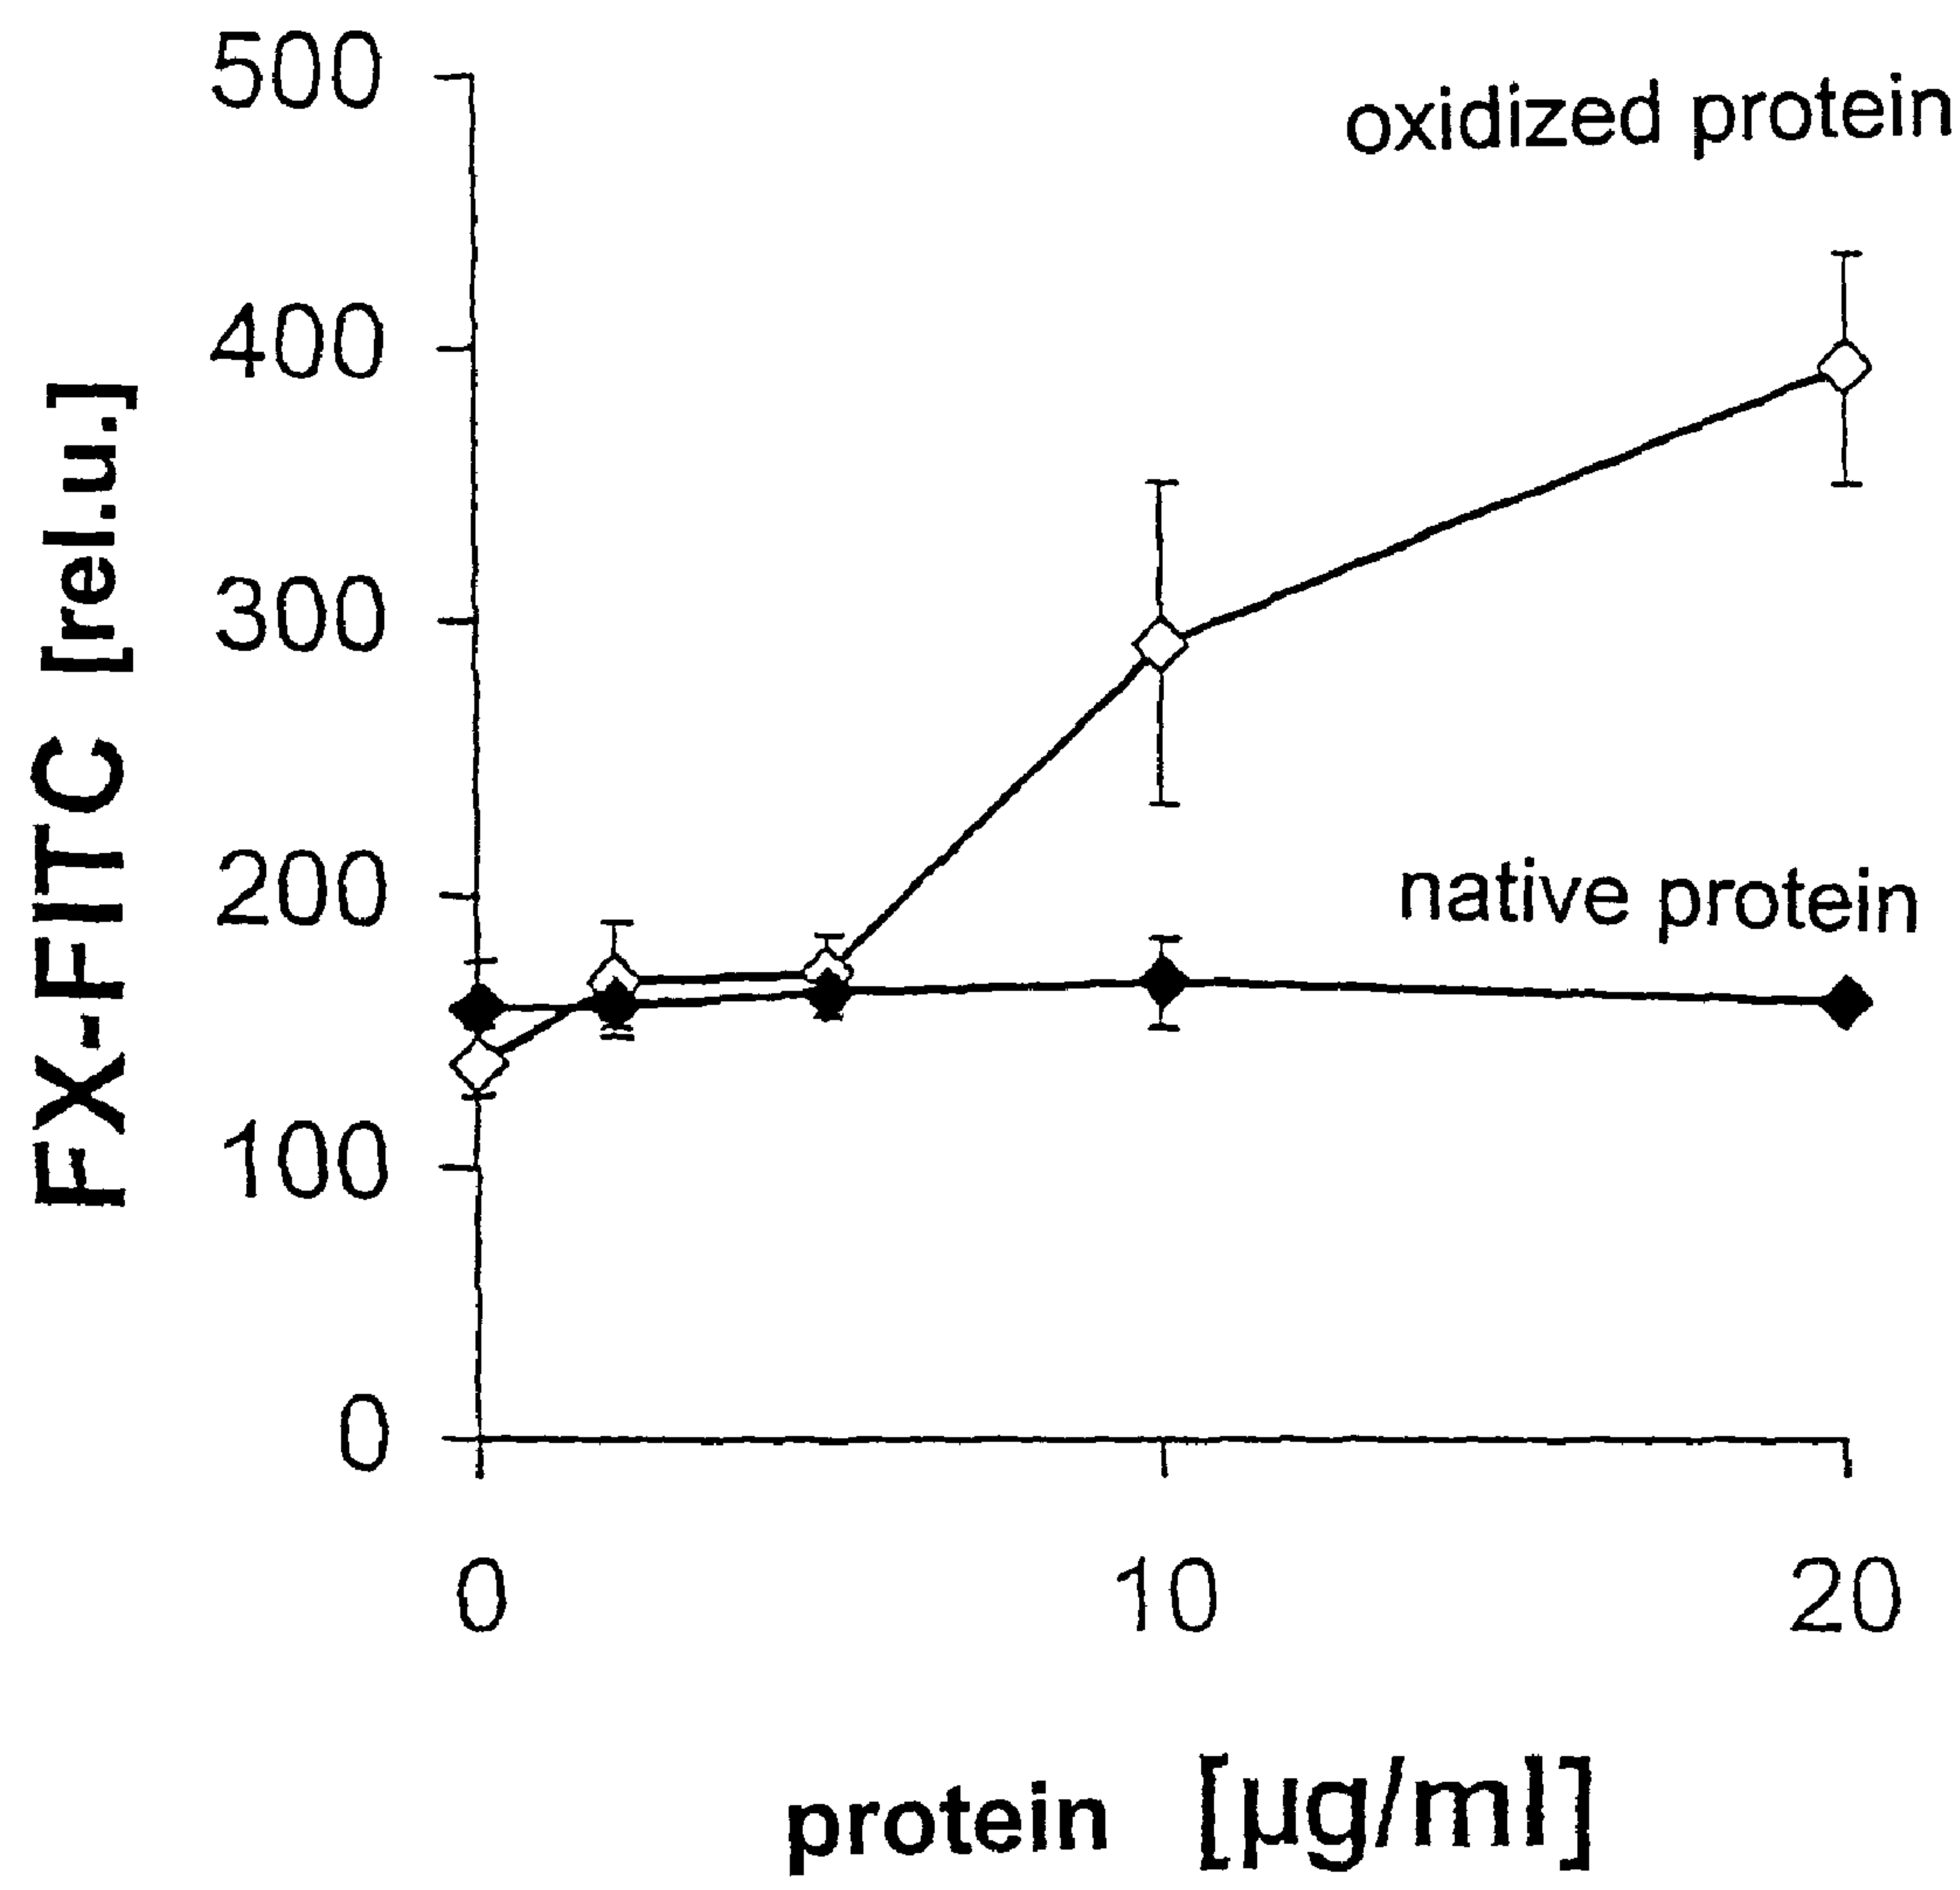 500
oxidized protein
400
300
200
native protein
100
0
FX-FITC [rel.u.]
0 10 20
protein [µg/ml]